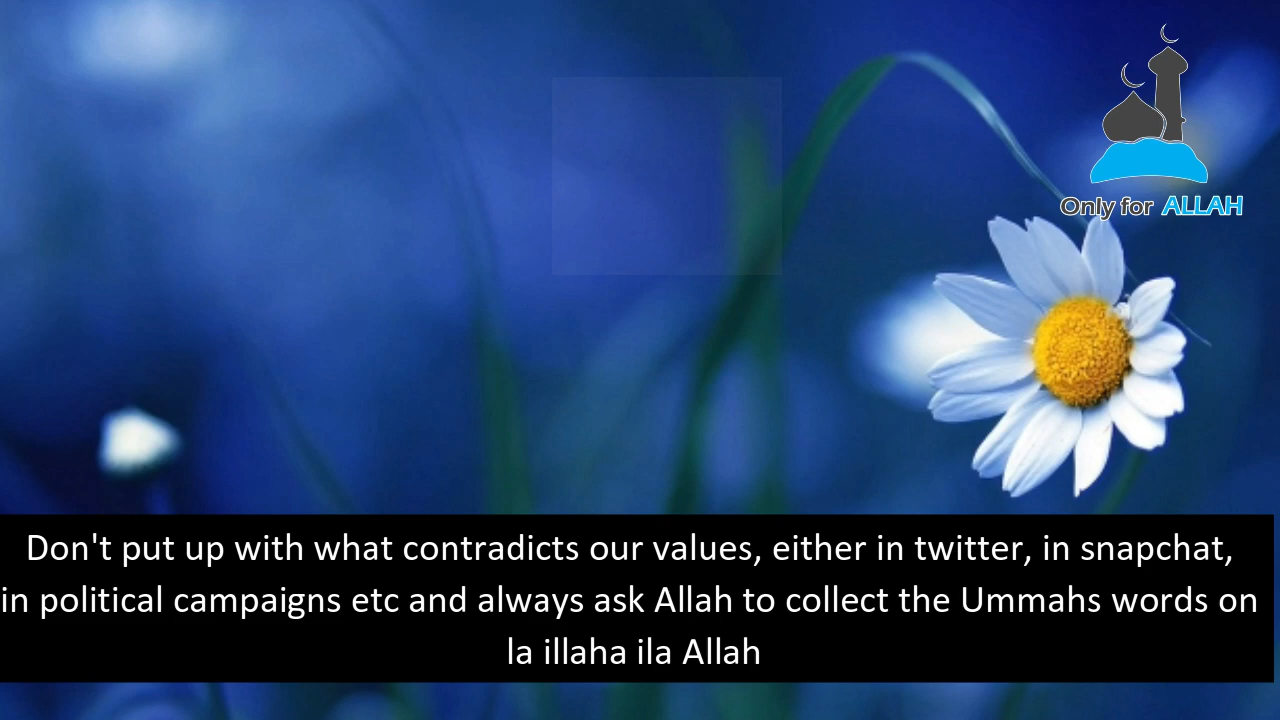 Only for ALLAH
Don't put up with what contradicts our values, either in twitter, in snapchat,
in political campaigns etc and always ask Allah to collect the Ummahs words on
la illaha ila Allah